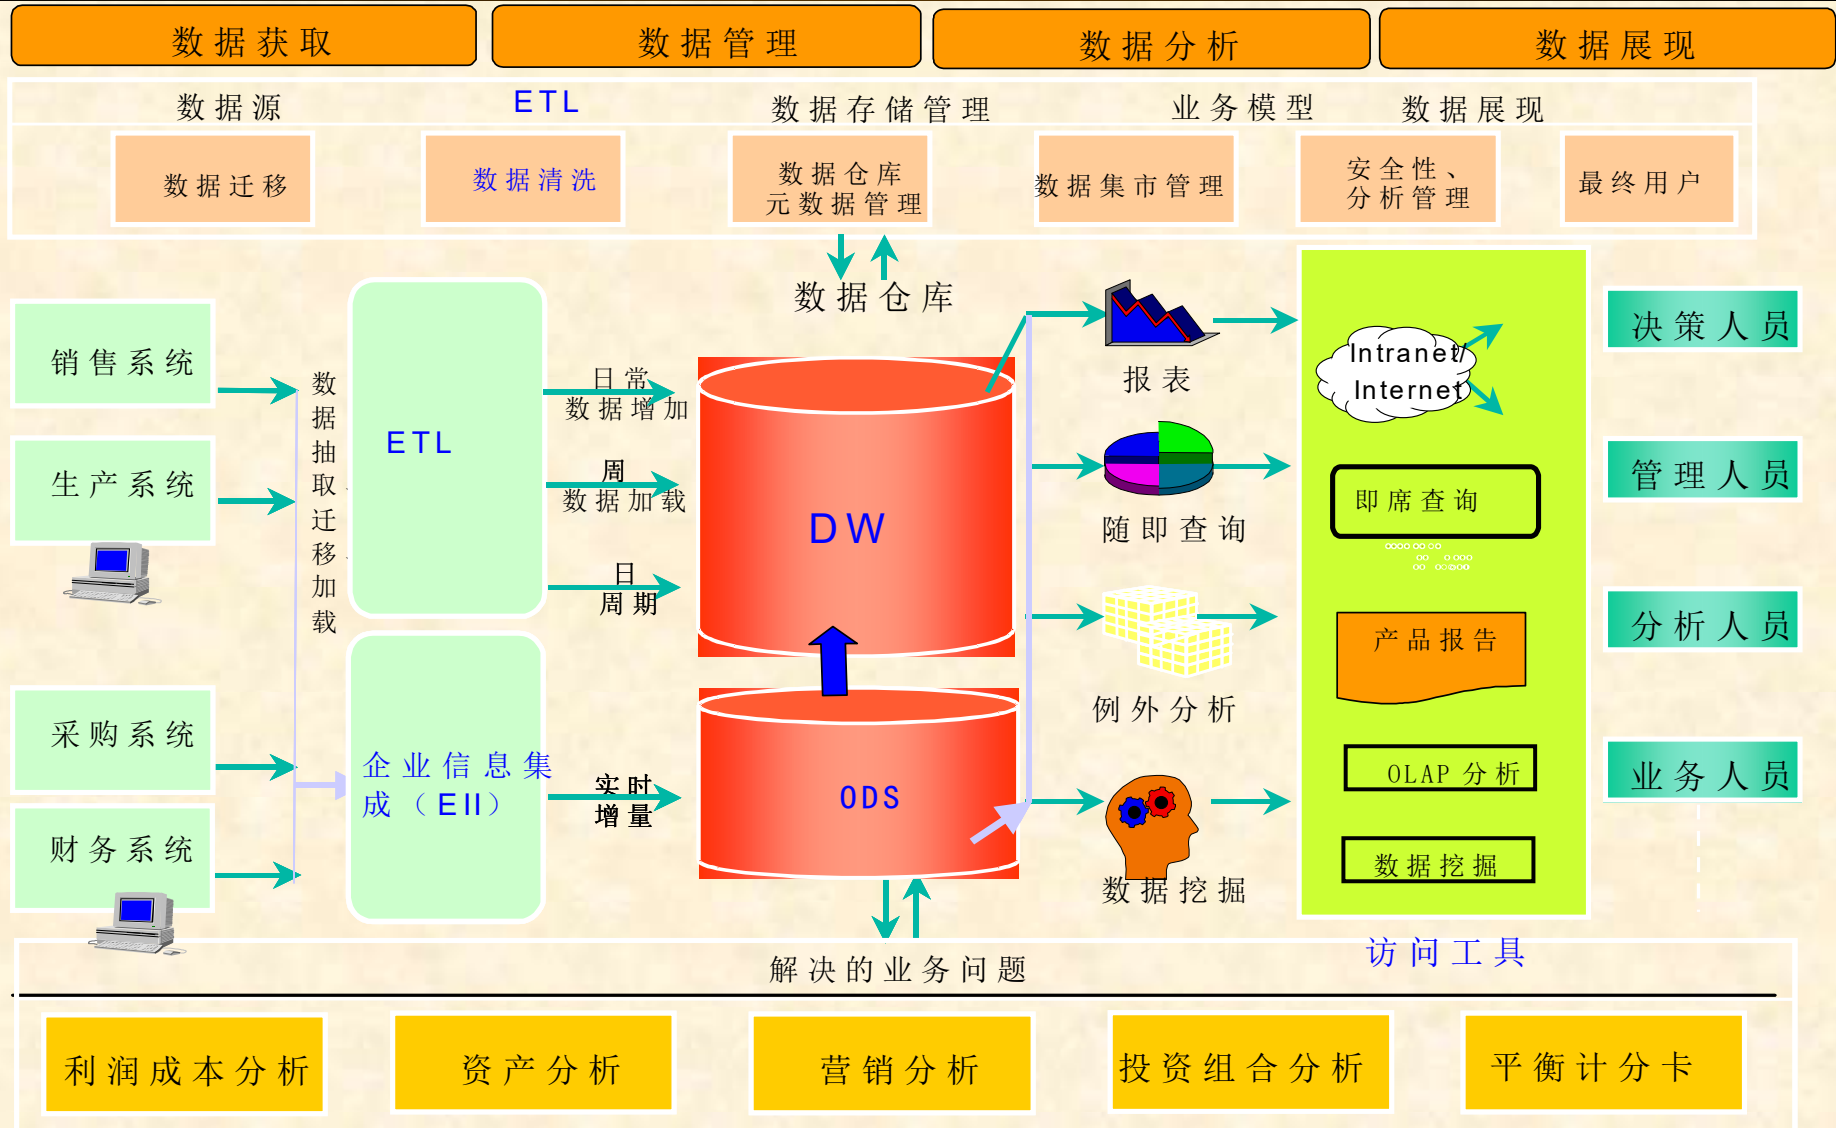 数据获取
数据管理
数据分析
数据展现
数据源
ETL
数据存储管理
业务模型
数据展现
数据迁移
数据清洗
数据仓库
元数据管理
数据集市管理
安全性、
分析管理
最终用户
数据仓库
销售系统
生产系统
采购系统
财务系统
数据抽取迁移加载
ETL
企业信息集
成（EII）
日常
数据增加
周
数据加载
日
周期
实时
增量
DW
ODS
报表
随即查询
例外分析
数据挖掘
Intranet/
Internet
即席查询
产品报告
OLAP 分析
数据挖掘
访问工具
决策人员
管理人员
分析人员
业务人员
解决的业务问题
利润成本分析
资产分析
营销分析
投资组合分析
平衡计分卡